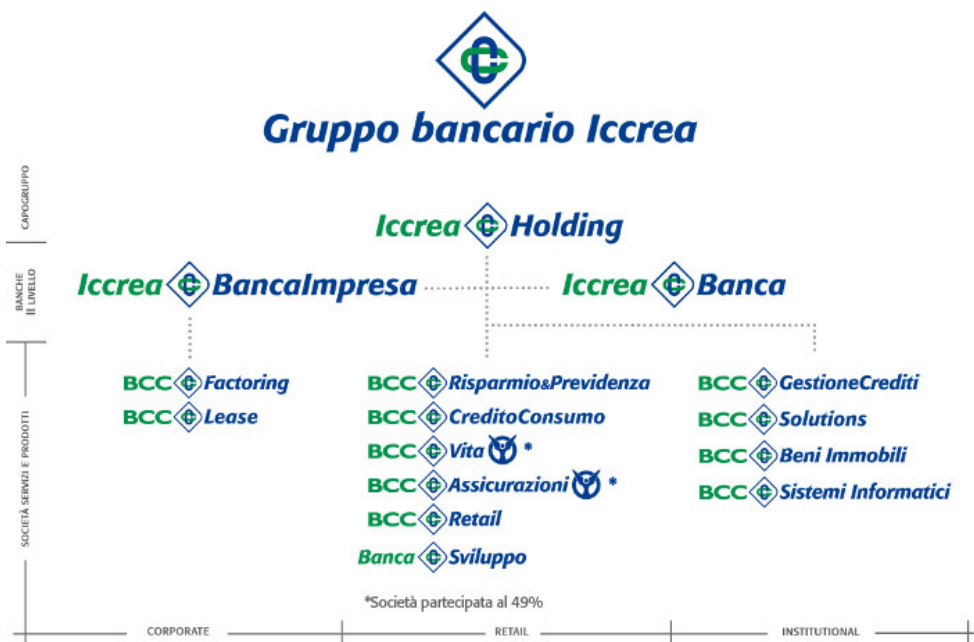 Gruppo bancario Iccrea
CAPOGRUPPO
Iccrea Holding
BANCHE
II LIVELLO
Iccrea BancaImpresa
Iccrea Banca
SOCIETÀ SERVIZI E PRODOTTI
BCC Factoring
BCC Lease
BCC Risparmio&Previdenza
BCC CreditoConsumo
BCC Vita *
BCC Assicurazioni *
BCC Retail
Banca Sviluppo
*Società partecipata al 49%
BCC GestioneCrediti
BCC Solutions
BCC Beni Immobili
BCC Sistemi Informatici
CORPORATE
RETAIL
INSTITUTIONAL